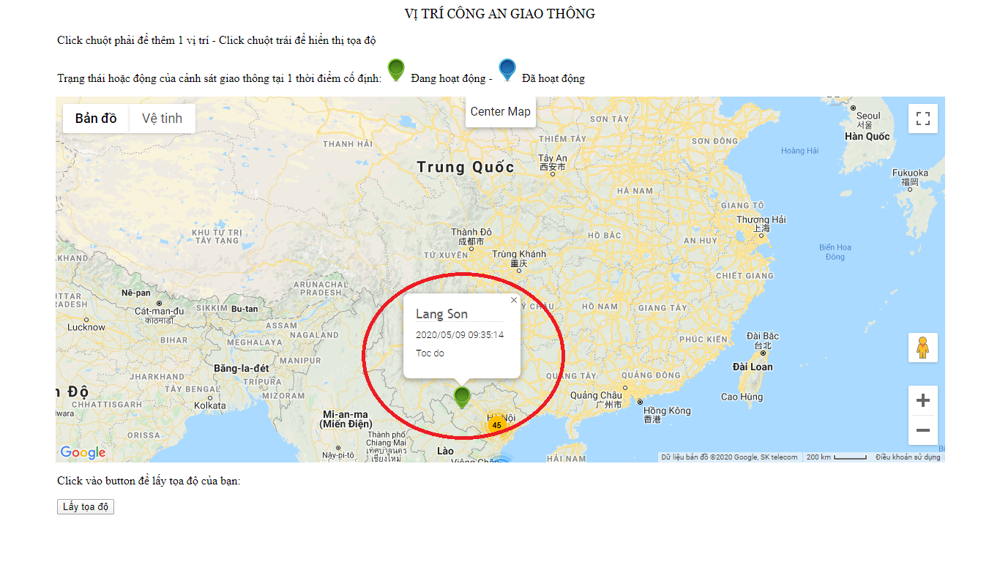 VỊ TRÍ CÔNG AN GIAO THÔNG
Click chuột phải để thêm 1 vị trí - Click chuột trái để hiển thị tọa độ
Trạng thái hoặc động của cảnh sát giao thông tại 1 thời điểm cố định: Đang hoạt động - Đã hoạt động
Bản đồ Vệ tinh
Center Map
SƠN TÂY
Seoul
서울
Hàn Quốc
THANH HẢI
THIỂM TÂY
SƠN ĐÔNG
Hoàng Hải
Trung Quốc
Tây An
西安市
Fukuoka
福岡
HÀ NAM
GIANG TÔ
Thượng Hải
上海
KHU TỰ TRỊ
TÂY TẠNG
Thành Đô
成都市
HỒ BẮC
AN HUY
Biển Hoa
Đông
TỨ XUYÊN
Trùng Khánh
重庆
AKHAND
CHIẾT GIANG
ARUNACHAL
PRADESH
Nê-pan
UTTAR
PRADESH
Cát-man-đu
काठमाडौं
SIKKIM
Bu-tan
Lang Son
2020/05/09 09:35:14
Toc do
Ý CHÂU
HỒ NAM
GIANG TÂY
Lucknow
ASSAM
NAGALAND
BIHAR
MEGHALAYA
PHÚC KIẾN
Đài Bắc
台北
MANIPUR
Băng-la-đét
Đài Loan
JHARKHAND
TRIPURA
TÂY BENGAL
MIZORAM
QUẢNG TÂY
QUẢNG ĐÔNG
n Độ
CHHATTISGARH
Kolkata
Quảng Châu
广州市
Cao Hùng
Hồng Kông
香港
lwara
Mi-an-ma
(Miến Điện)
Hà Nội
45
ORISSA
Thành phố
Chiang Mai
เทศบาลนคร
เชียงใหม่
Google
Nây-pi-tô
Lào
Viêng Chăn
HẢI NAM
Dữ liệu bản đồ ©2020 Google, SK telecom 200 km Điều khoản sử dụng
Click vào button để lấy tọa độ của bạn:
Lấy tọa độ